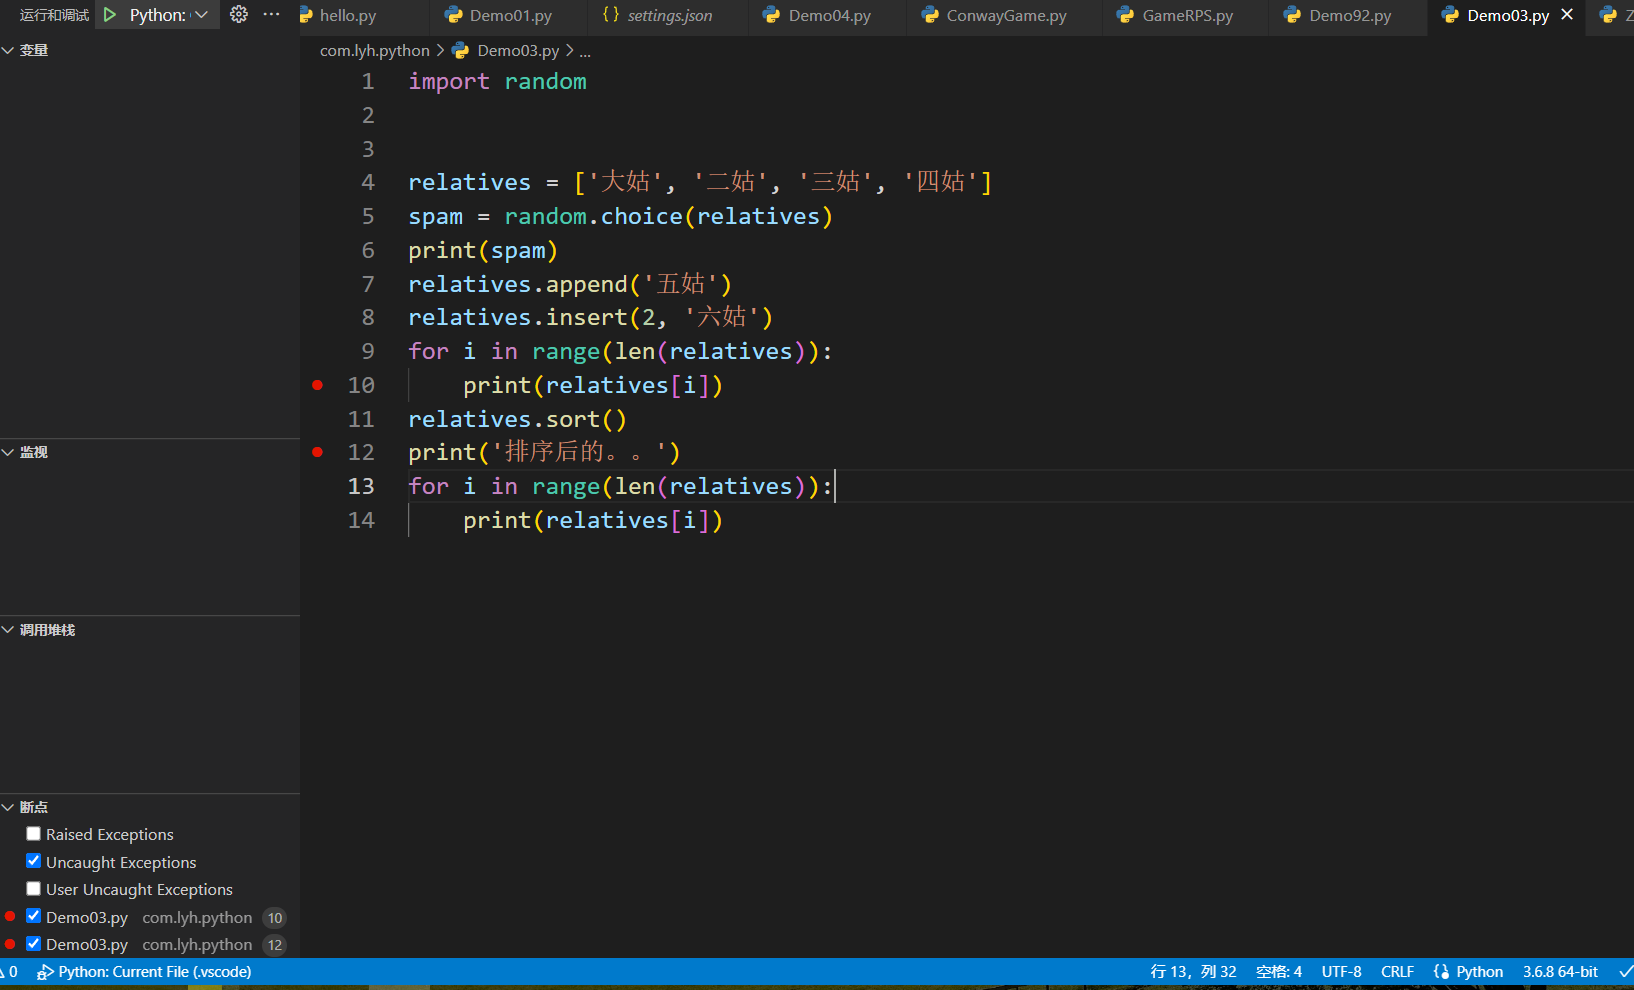 运行和调试 Python: ···
hello.py Demo01.py {} settings.json Demo04.py ConwayGame.py GameRPS.py Demo92.py Demo03.py
变量
com.lyh.python > Demo03.py > ...
1 import random
2
3
4 relatives = ['大姑', '二姑', '三姑', '四姑']
5 spam = random.choice(relatives)
6 print(spam)
7 relatives.append('五姑')
8 relatives.insert(2, '六姑')
9 for i in range(len(relatives)):
10 print(relatives[i])
11 relatives.sort()
12 print('排序后的。。')
13 for i in range(len(relatives)):
14 print(relatives[i])
监视
调用堆栈
断点
Raised Exceptions
Uncaught Exceptions
User Uncaught Exceptions
Demo03.py com.lyh.python 10
Demo03.py com.lyh.python 12
0 Python: Current File (.vscode) 行 13，列 32 空格: 4 UTF-8 CRLF Python 3.6.8 64-bit